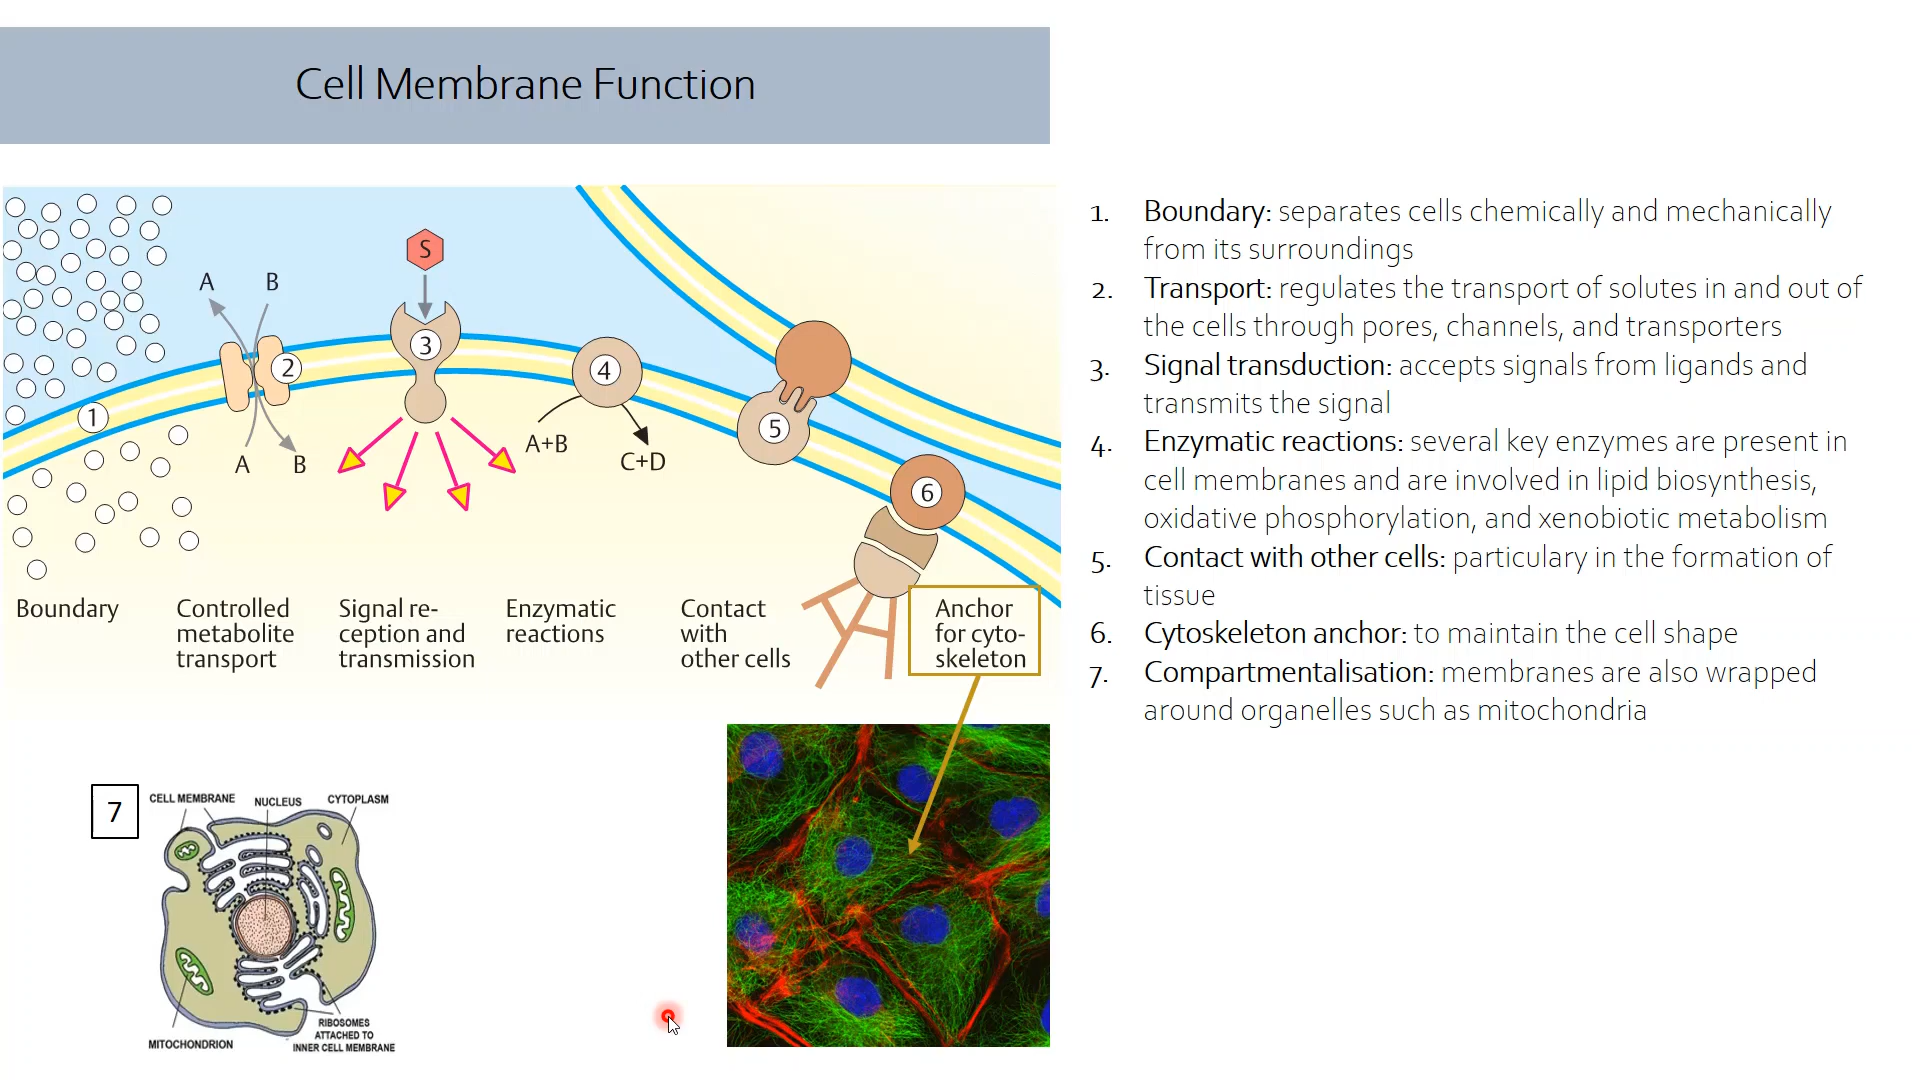 Cell Membrane Function
S
A B
3
2
4
1
A B
A+B
C+D
5
6
Boundary
Controlled
metabolite
transport
Signal re-
ception and
transmission
Enzymatic
reactions
Contact
with
other cells
Anchor
for cyto-
skeleton
7
CELL MEMBRANE
NUCLEUS
CYTOPLASM
MITOCHONDRION
RIBOSOMES
ATTACHED TO
INNER CELL MEMBRANE
1. Boundary: separates cells chemically and mechanically
from its surroundings
2. Transport: regulates the transport of solutes in and out of
the cells through pores, channels, and transporters
3. Signal transduction: accepts signals from ligands and
transmits the signal
4. Enzymatic reactions: several key enzymes are present in
cell membranes and are involved in lipid biosynthesis,
oxidative phosphorylation, and xenobiotic metabolism
5. Contact with other cells: particulary in the formation of
tissue
6. Cytoskeleton anchor: to maintain the cell shape
7. Compartmentalisation: membranes are also wrapped
around organelles such as mitochondria